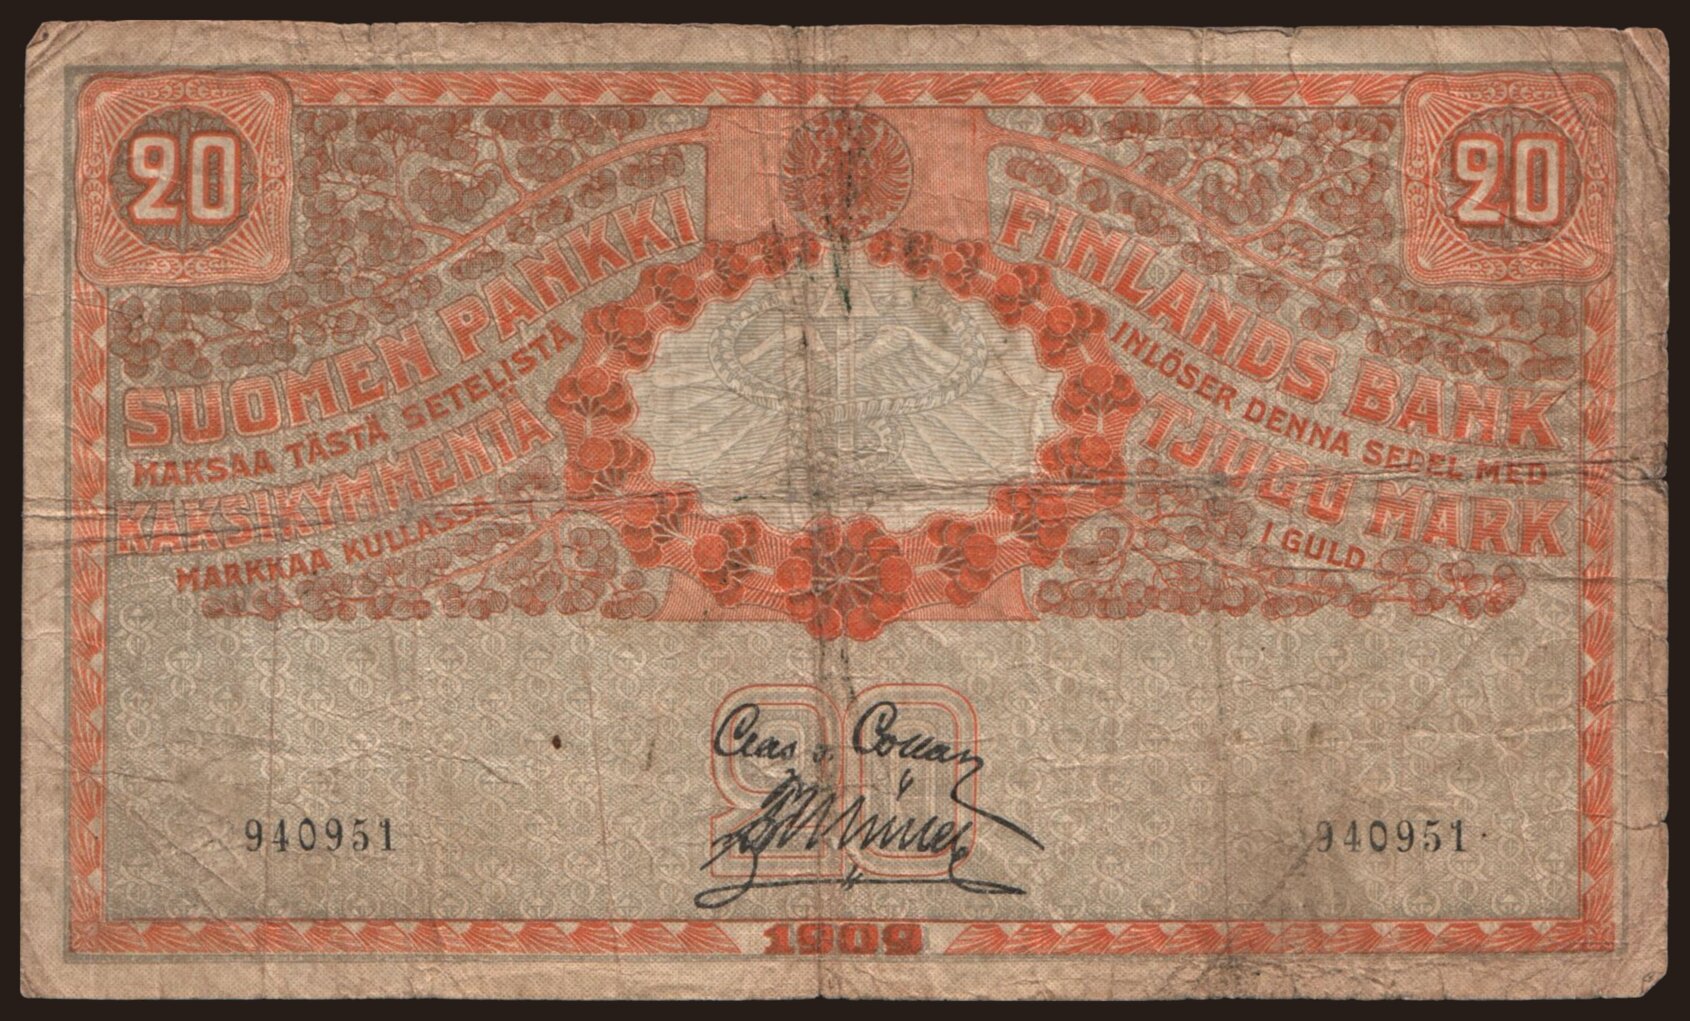 20
20
SUOMEN PANKKI
MAKSAA TÄSTÄ SETELISTÄ
KAKSIKYMMENTÄ
MARKKAA KULLASSA
FINLANDS BANK
INLÖSER DENNA SEDEL MED
TJUGU MARK
I GULD
20
940951
940951
1909